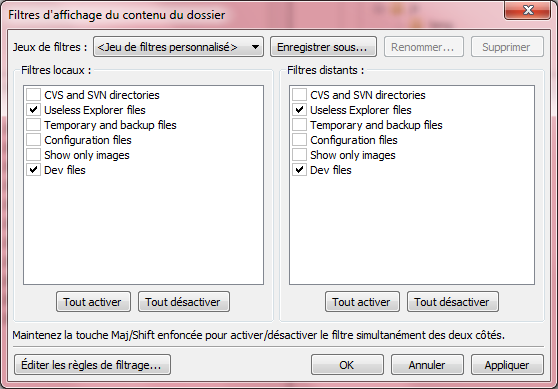 Filtres d'affichage du contenu du dossier
Jeux de filtres : <Jeu de filtres personnalisé> Enregistrer sous... Renommer... Supprimer
Filtres locaux :
CVS and SVN directories
Useless Explorer files
Temporary and backup files
Configuration files
Show only images
Dev files
Tout activer Tout désactiver
Filtres distants :
CVS and SVN directories
Useless Explorer files
Temporary and backup files
Configuration files
Show only images
Dev files
Tout activer Tout désactiver
Maintenez la touche Maj/Shift enfoncée pour activer/désactiver le filtre simultanément des deux côtés.
Éditer les règles de filtrage... OK Annuler Appliquer